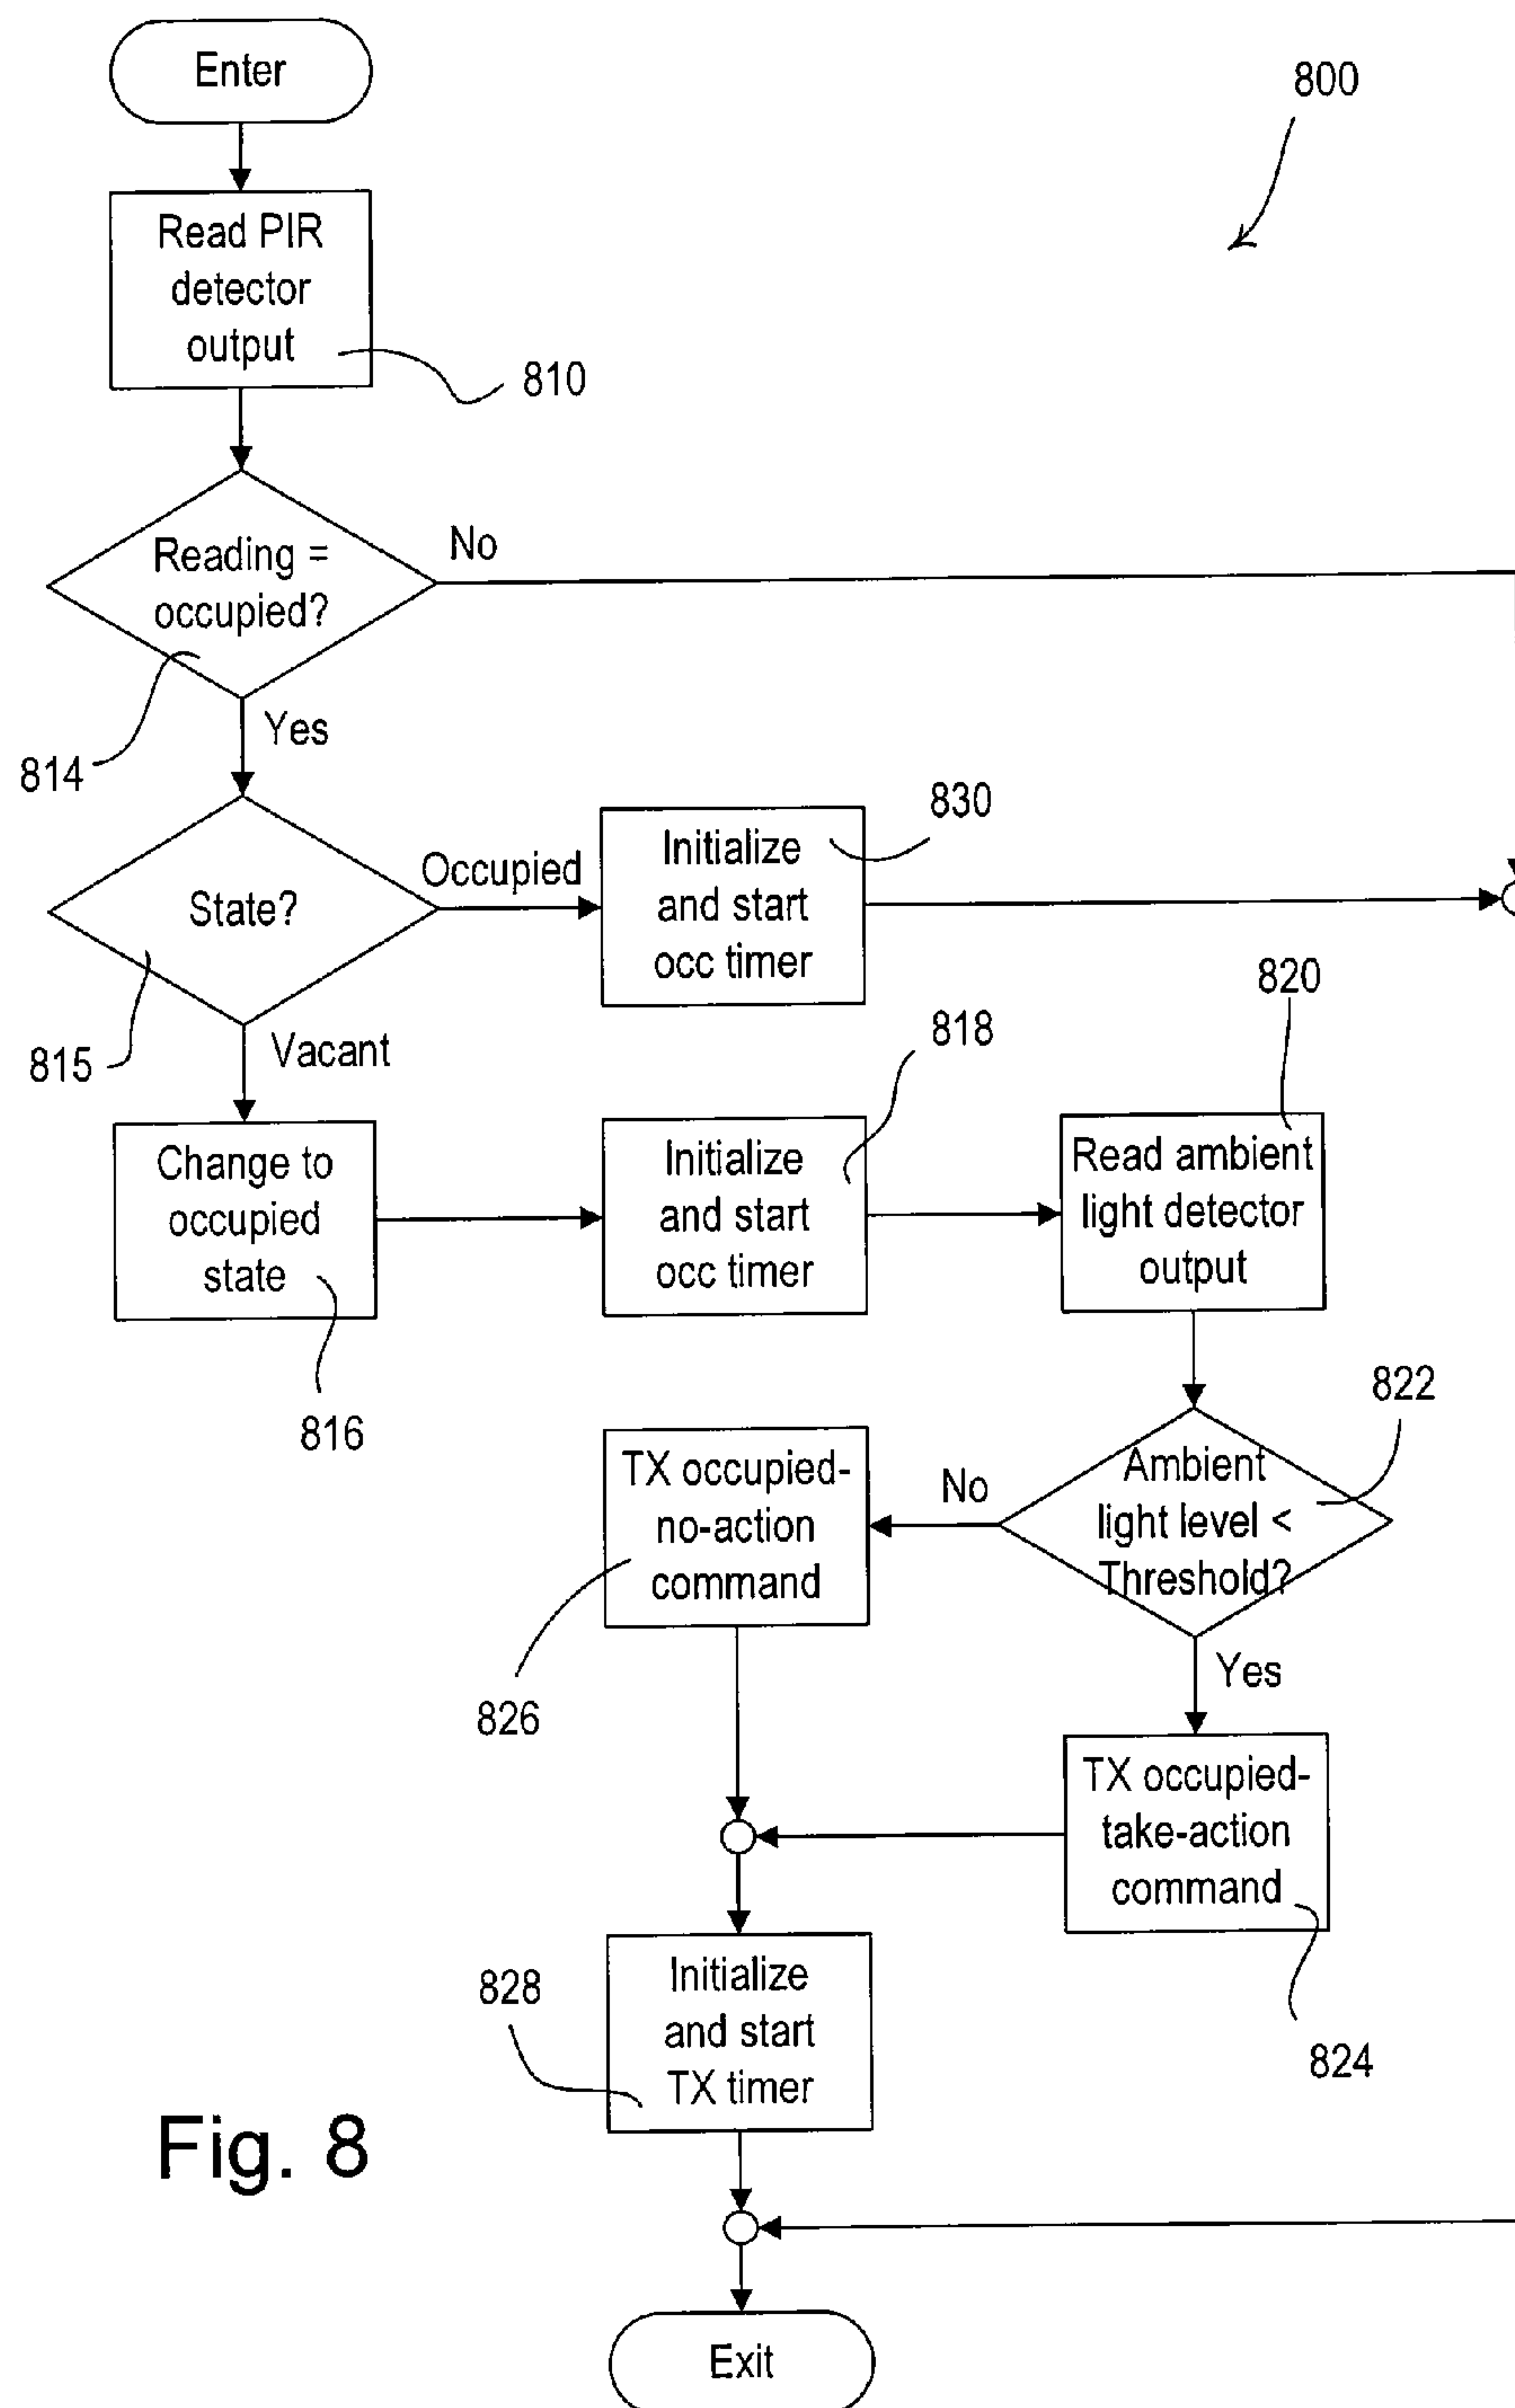 Enter
800
Read PIR
detector
output
810
Reading =
occupied?
No
814
Yes
State?
Occupied
Initialize
and start
occ timer
830
815
Vacant
Change to
occupied
state
816
Initialize
and start
occ timer
818
Read ambient
light detector
output
820
Ambient
light level <
Threshold?
822
No
TX occupied-
no-action
command
826
Yes
TX occupied-
take-action
command
824
Initialize
and start
TX timer
828
Exit
Fig. 8